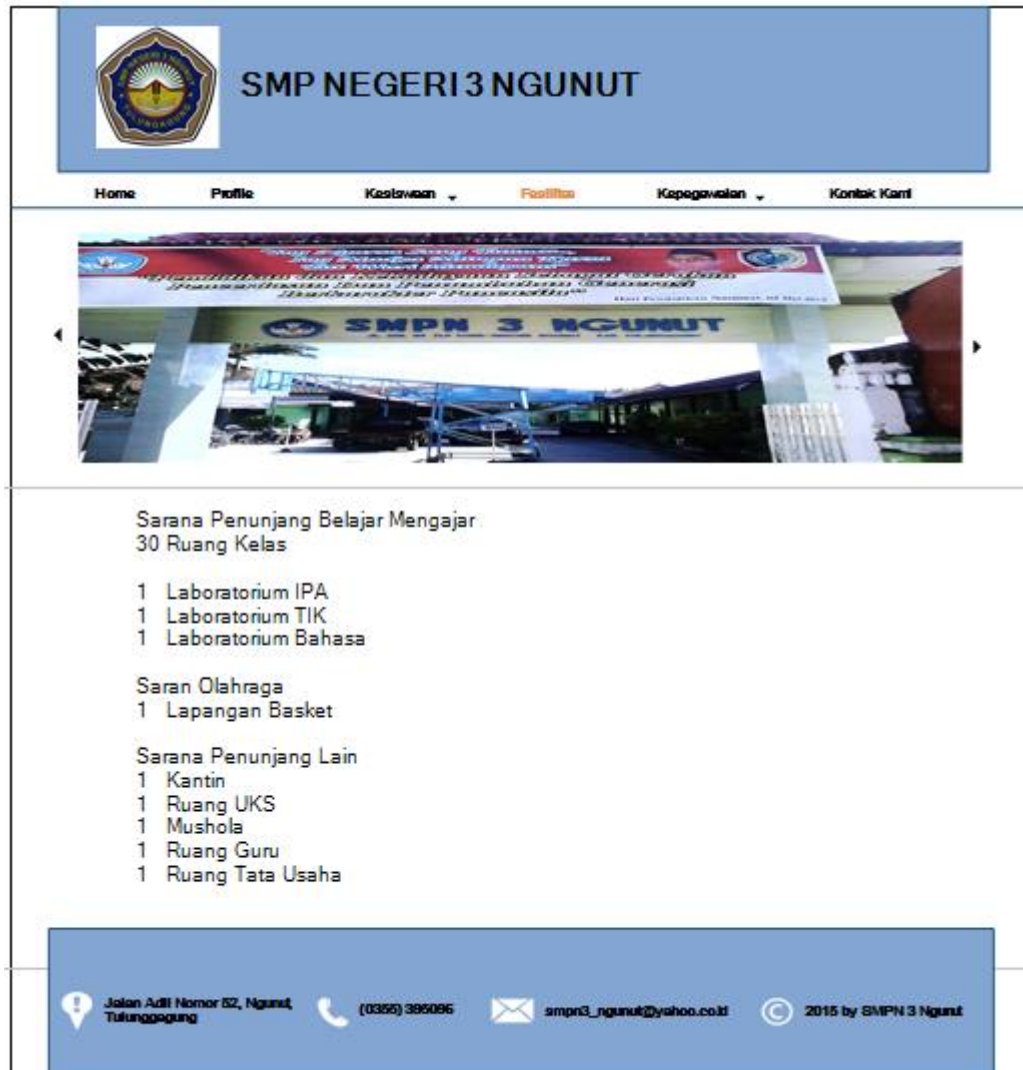 SMP NEGERI 3 NGUNUT
Home Profile Kesiswaan Fasilitas Kepegawaian Kontak Kami
SMPN 3 NGUNUT
Sarana Penunjang Belajar Mengajar
30 Ruang Kelas
1 Laboratorium IPA
1 Laboratorium TIK
1 Laboratorium Bahasa
Saran Olahraga
1 Lapangan Basket
Sarana Penunjang Lain
1 Kantin
1 Ruang UKS
1 Mushola
1 Ruang Guru
1 Ruang Tata Usaha
Jalan Adil Nomor 52, Ngunut,
Tulunggagung
(0355) 395096
smpn3_ngunut@yahoo.co.id
© 2015 by SMPN 3 Ngunut